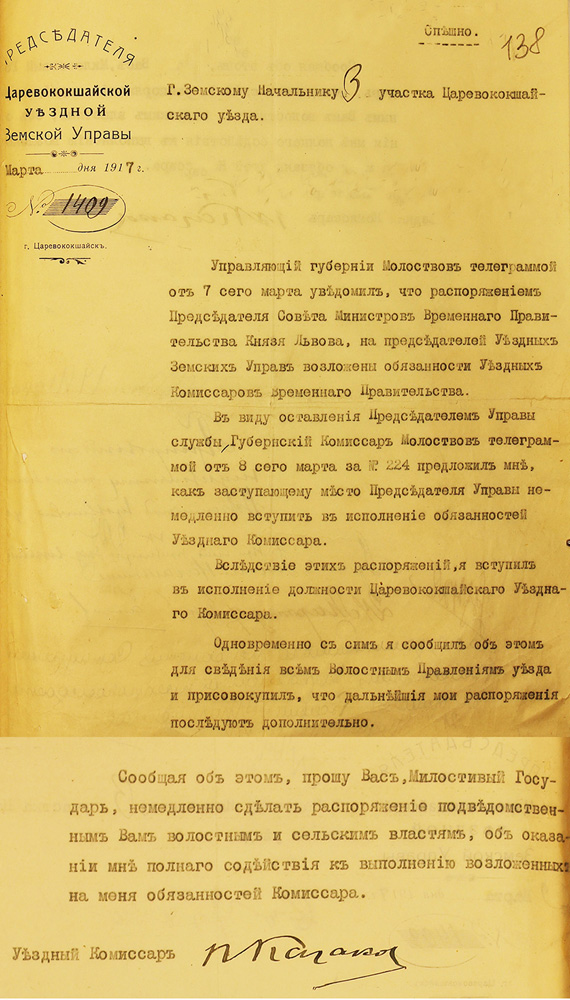 ПРЕДСѢДАТЕЛЯ
Царевококшайской
УѢЗДНОЙ
Земской Управы
Марта дня 1917 г.
№ 1409
г. Царевококшайскъ.
Спѣшно.
138
Г. Земскому Начальнику 3 участка Царевококшай-
скаго уѣзда.
Управляющій губерніи Молостововъ телеграммой
отъ 7 сего марта увѣдомилъ, что распоряженіемъ
Предсѣдателя Совѣта Министровъ Временнаго Прави-
тельства Князя Львова, на предсѣдателей Уѣздныхъ
Земскихъ Управъ возложены обязанности Уѣздныхъ
Комиссаровъ Временнаго Правительства.
Въ виду оставленія Предсѣдателемъ Управы
службы, Губернскій Комиссаръ Молостововъ телеграм-
мой отъ 8 сего марта за № 224 предложилъ мнѣ,
какъ заступающему мѣсто Предсѣдателя Управы не-
медленно вступить въ исполненіе обязанностей
Уѣзднаго Комиссара.
Вслѣдствіе этихъ распоряженій,я вступилъ
въ исполненіе должности Царевококшайскаго Уѣздна-
го Комиссара.
Одновременно съ симъ я сообщилъ объ этомъ
для свѣдѣнія всѣмъ Волостнымъ Правленіямъ уѣзда
и присовокупилъ, что дальнѣйшія мои распоряженія
послѣдуютъ дополнительно.
Сообщая объ этомъ, прошу Васъ,Милостивый Госу-
дарь, немедленно сдѣлать распоряженіе подвѣдомствен-
нымъ Вамъ волостнымъ и сельскимъ властямъ, объ оказа-
ніи мнѣ полнаго содѣйствія къ выполненію возложенныхъ
на меня обязанностей Комиссара.
Уѣздный Комиссаръ